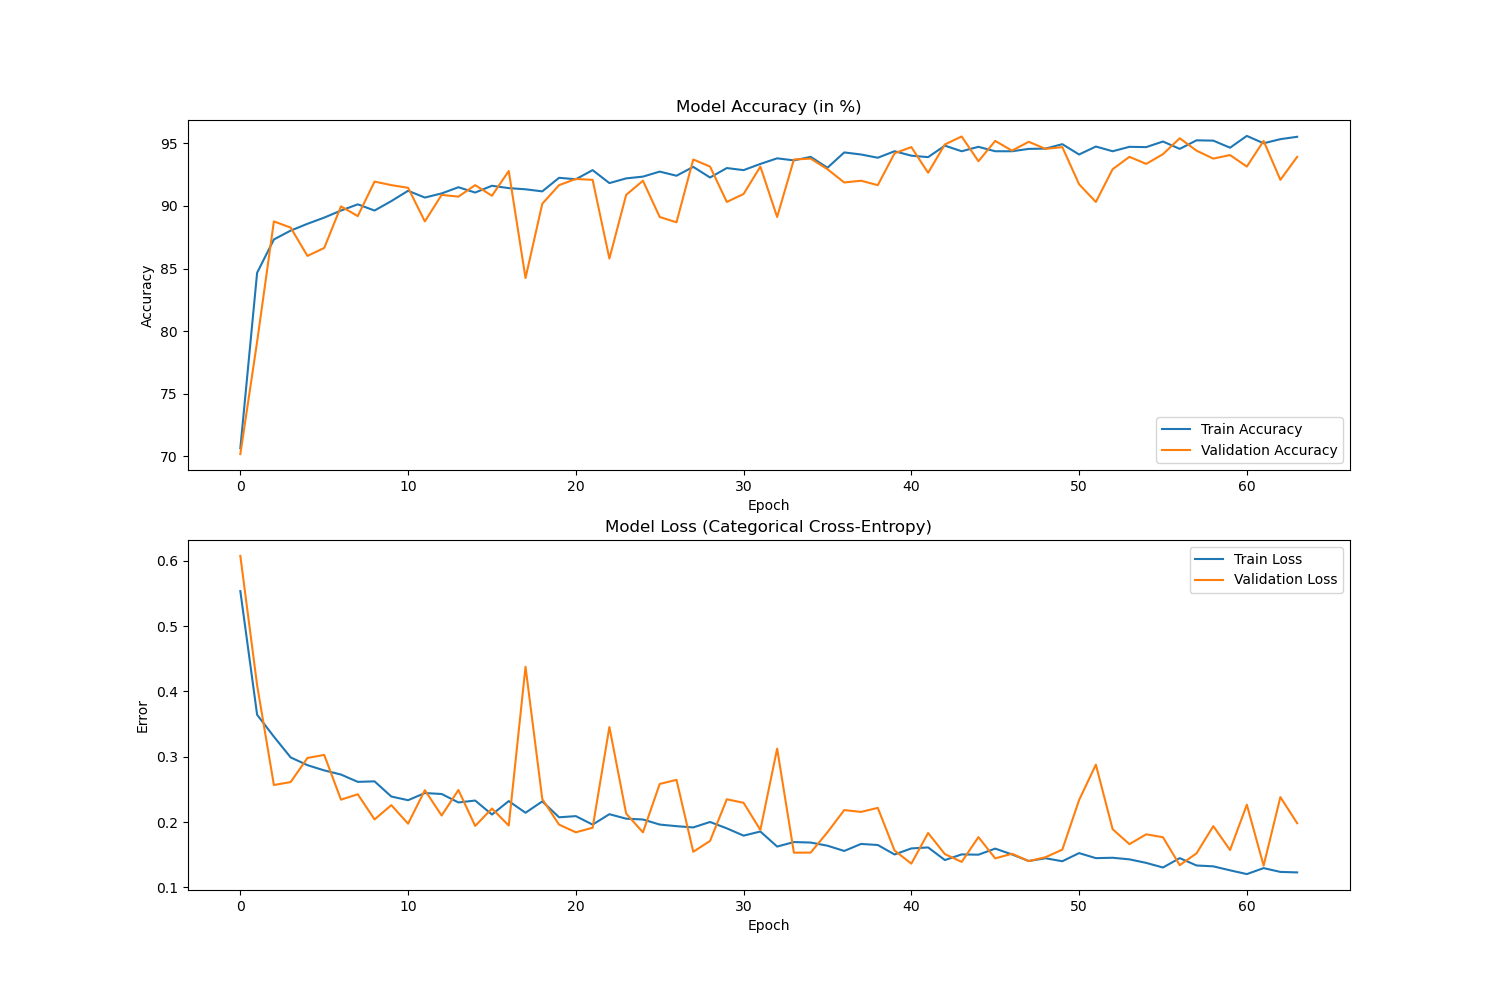 Model Accuracy (in %)
95
90
85
80
75
70
Accuracy
Train Accuracy
Validation Accuracy
0 10 20 30 40 50 60
Epoch
Model Loss (Categorical Cross-Entropy)
0.6
0.5
0.4
0.3
0.2
0.1
Error
Train Loss
Validation Loss
0 10 20 30 40 50 60
Epoch